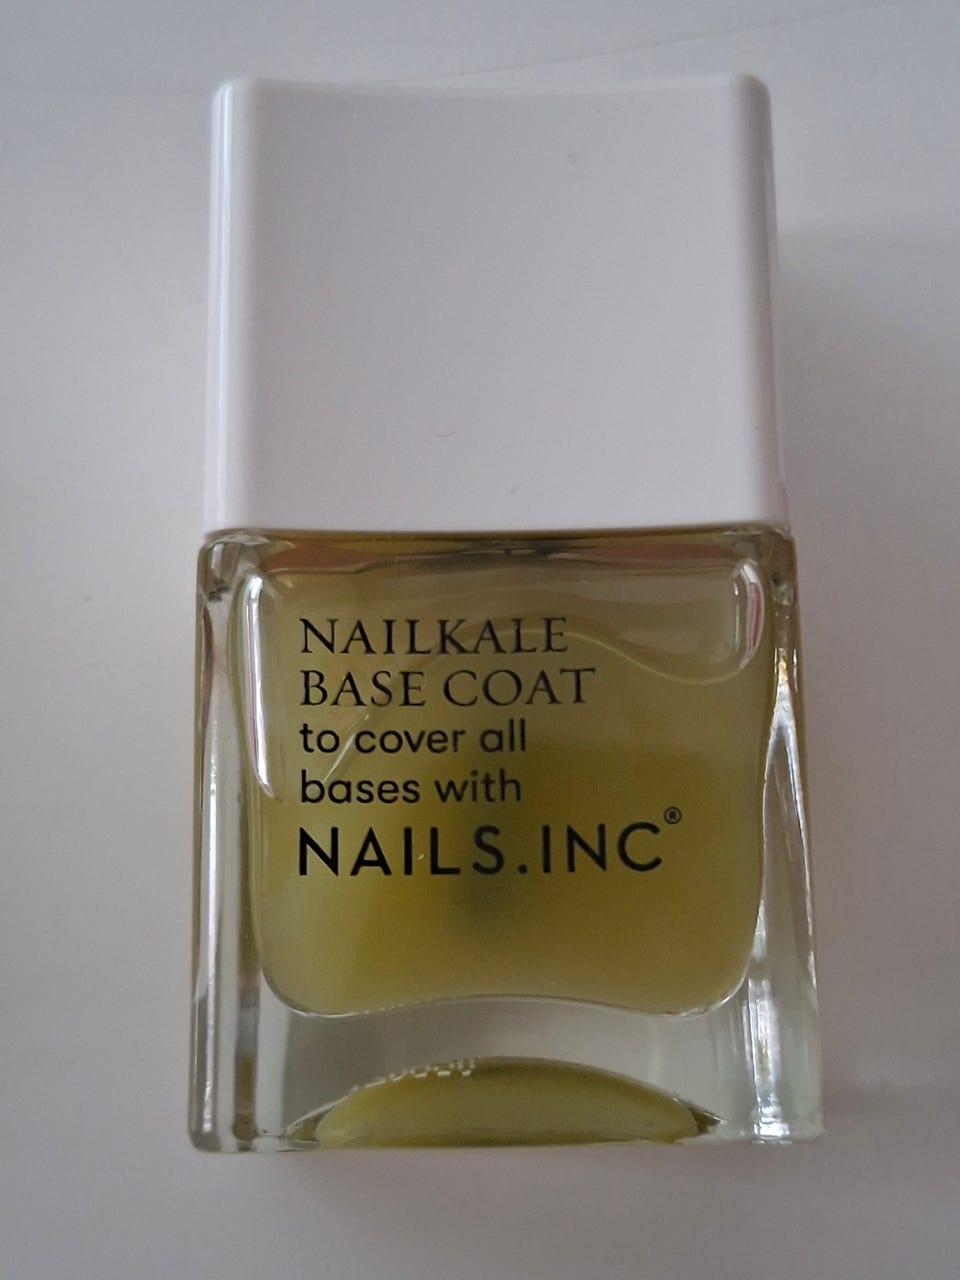 NAILKALE
BASE COAT
to cover all
bases with
NAILS.INC®